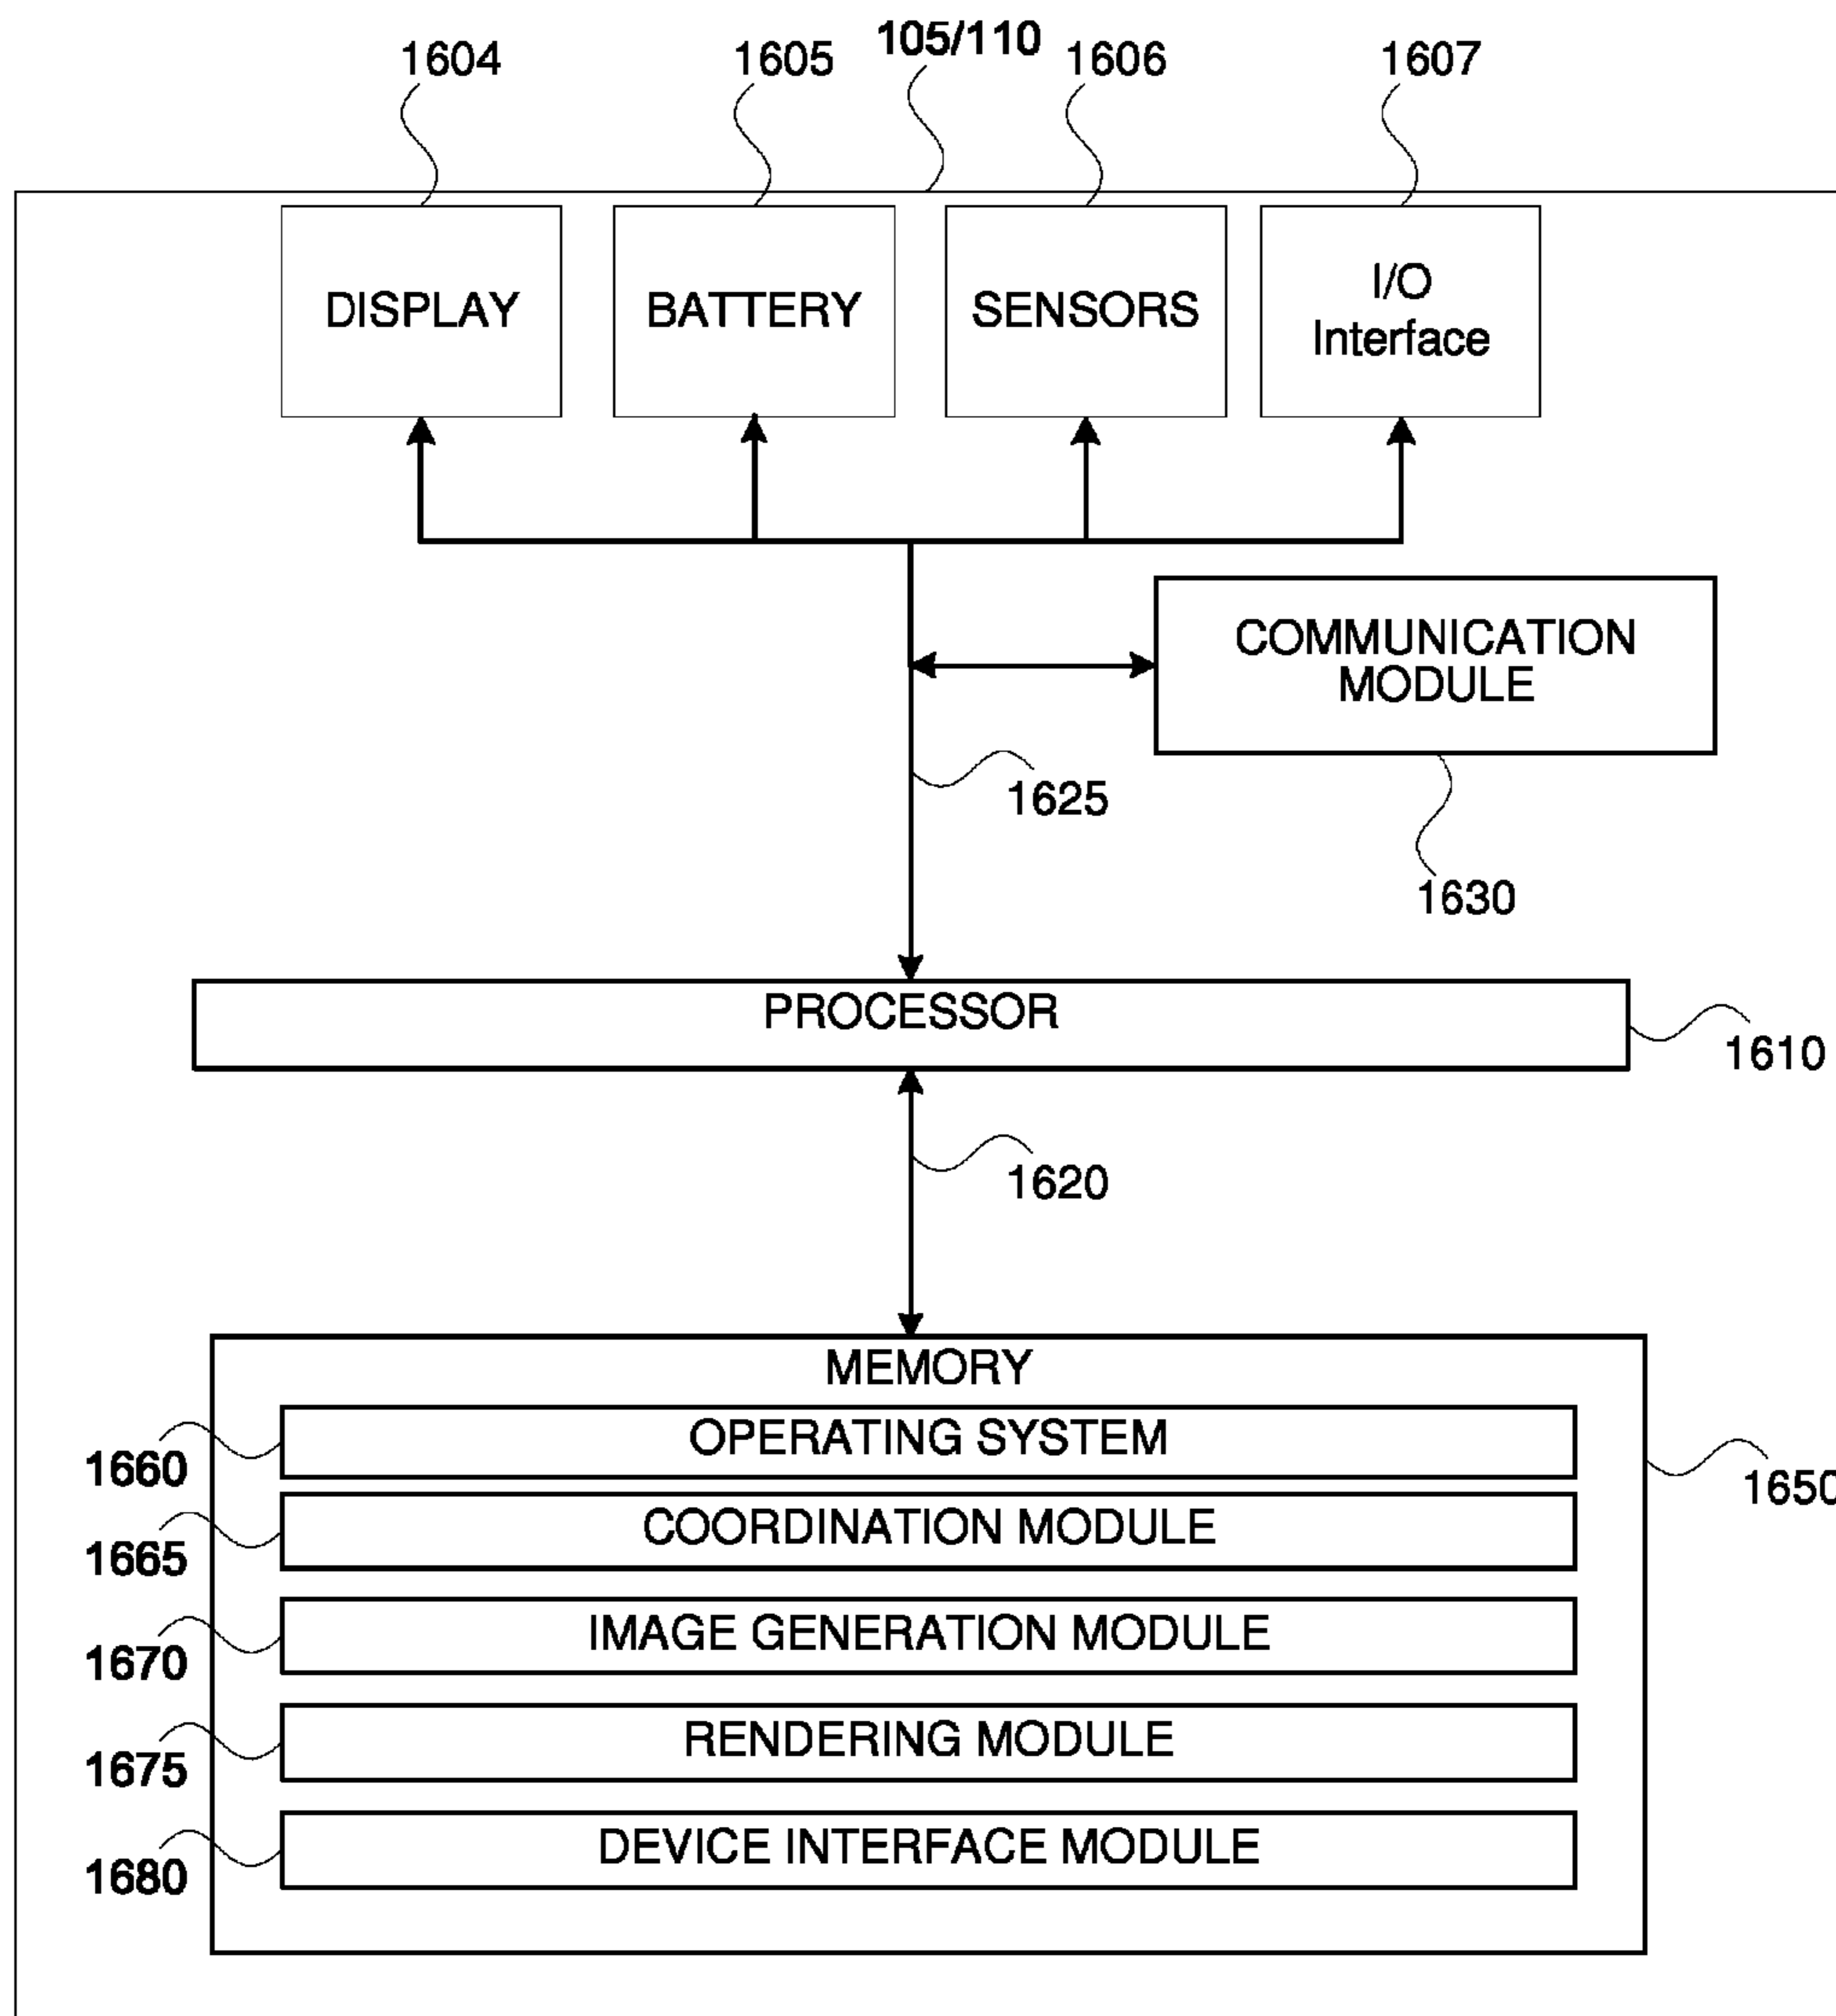 105/110
1604
1605
1606
1607
DISPLAY
BATTERY
SENSORS
I/O
Interface
COMMUNICATION
MODULE
1625
1630
PROCESSOR
1610
1620
MEMORY
OPERATING SYSTEM
1660
1650
COORDINATION MODULE
1665
IMAGE GENERATION MODULE
1670
RENDERING MODULE
1675
DEVICE INTERFACE MODULE
1680